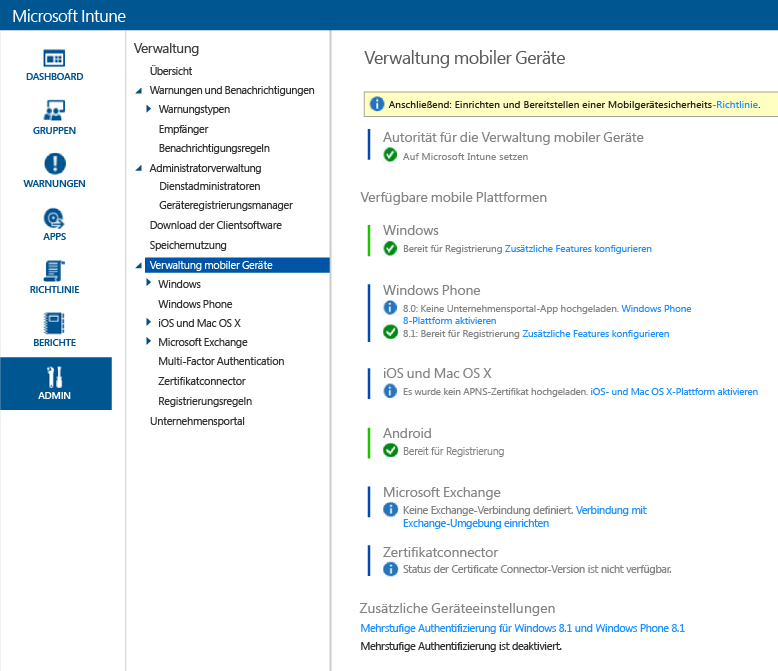 Microsoft Intune
DASHBOARD
GRUPPEN
WARNUNGEN
APPS
RICHTLINIE
BERICHTE
ADMIN
Verwaltung
Übersicht
Warnungen und Benachrichtigungen
Warnungstypen
Empfänger
Benachrichtigungsregeln
Administratorverwaltung
Dienstadministratoren
Geräteregistrierungsmanager
Download der Clientsoftware
Speichernutzung
Verwaltung mobiler Geräte
Windows
Windows Phone
iOS und Mac OS X
Microsoft Exchange
Multi-Factor Authentication
Zertifikatconnector
Registrierungsregeln
Unternehmensportal
Verwaltung mobiler Geräte
Anschließend: Einrichten und Bereitstellen einer Mobilgerätesicherheits-Richtlinie.
Autorität für die Verwaltung mobiler Geräte
Auf Microsoft Intune setzen
Verfügbare mobile Plattformen
Windows
Bereit für Registrierung Zusätzliche Features konfigurieren
Windows Phone
8.0: Keine Unternehmensportal-App hochgeladen. Windows Phone
8-Plattform aktivieren
8.1: Bereit für Registrierung Zusätzliche Features konfigurieren
iOS und Mac OS X
Es wurde kein APNS-Zertifikat hochgeladen. iOS- und Mac OS X-Plattform aktivieren
Android
Bereit für Registrierung
Microsoft Exchange
Keine Exchange-Verbindung definiert. Verbindung mit
Exchange-Umgebung einrichten
Zertifikatconnector
Status der Certificate Connector-Version ist nicht verfügbar.
Zusätzliche Geräteeinstellungen
Mehrstufige Authentifizierung für Windows 8.1 und Windows Phone 8.1
Mehrstufige Authentifizierung ist deaktiviert.